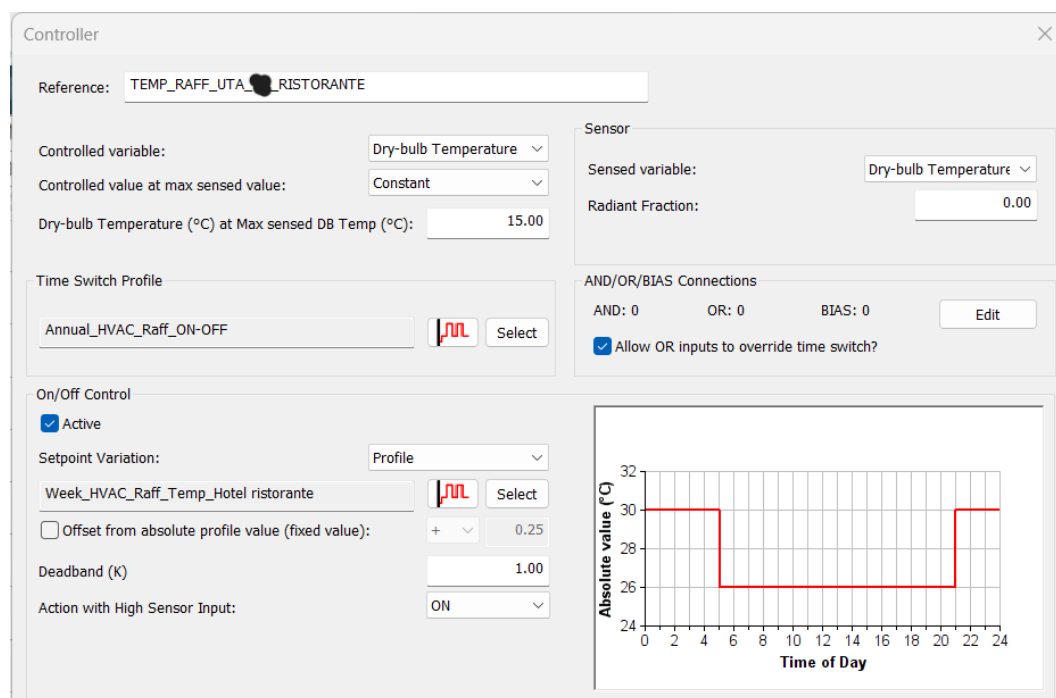 Controller
Reference: TEMP_RAFF_UTA_ _RISTORANTE
Controlled variable: Dry-bulb Temperature
Controlled value at max sensed value: Constant
Dry-bulb Temperature (°C) at Max sensed DB Temp (°C): 15.00
Sensor
Sensed variable: Dry-bulb Temperature
Radiant Fraction: 0.00
Time Switch Profile
Annual_HVAC_Raff_ON-OFF Select
AND/OR/BIAS Connections
AND: 0 OR: 0 BIAS: 0 Edit
Allow OR inputs to override time switch?
On/Off Control
Active
Setpoint Variation: Profile
Week_HVAC_Raff_Temp_Hotel ristorante Select
Offset from absolute profile value (fixed value): + 0.25
Deadband (K) 1.00
Action with High Sensor Input: ON
Absolute value (°C)
32
30
28
26
24
0 2 4 6 8 10 12 14 16 18 20 22 24
Time of Day